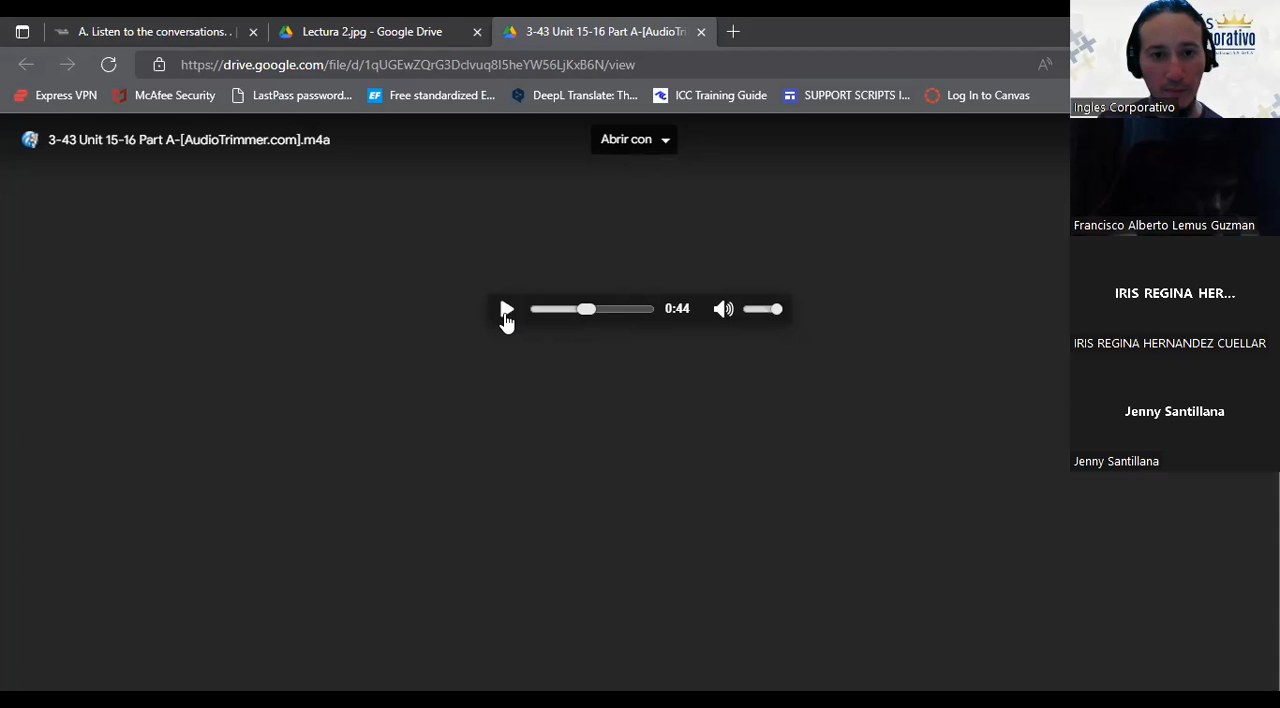 A. Listen to the conversations. .
Lectura 2.jpg - Google Drive
3-43 Unit 15-16 Part A-[AudioTr
https://drive.google.com/file/d/
/view
Express VPN
McAfee Security
LastPass password...
EF Free standardized E...
DeepL Translate: Th...
ICC Training Guide
SUPPORT SCRIPTS I...
Log In to Canvas
3-43 Unit 15-16 Part A-[AudioTrimmer.com].m4a
Abrir con
0:44
Ingles Corporativo
Francisco Alberto Lemus Guzman
IRIS REGINA HER...
IRIS REGINA HERNANDEZ CUELLAR
Jenny Santillana
Jenny Santillana